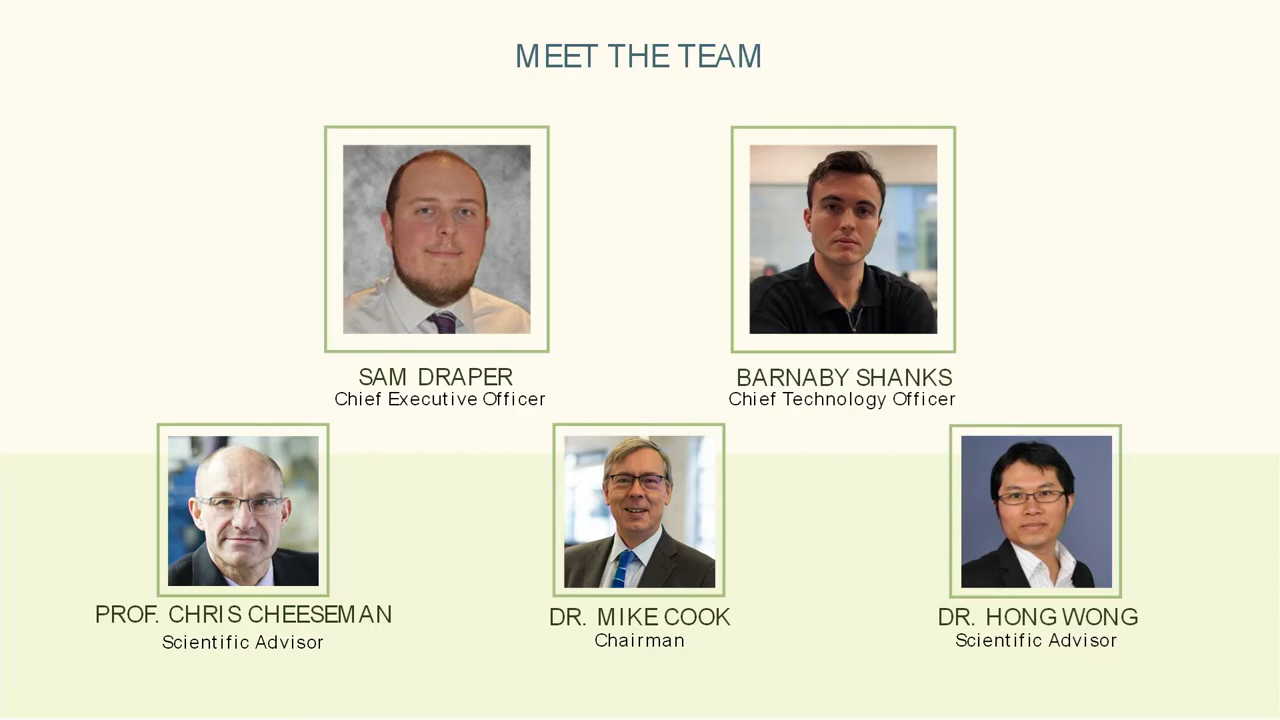 MEET THE TEAM
SAM DRAPER
Chief Executive Officer
BARNABY SHANKS
Chief Technology Officer
PROF. CHRIS CHEESEMAN
Scientific Advisor
DR. MIKE COOK
Chairman
DR. HONG WONG
Scientific Advisor